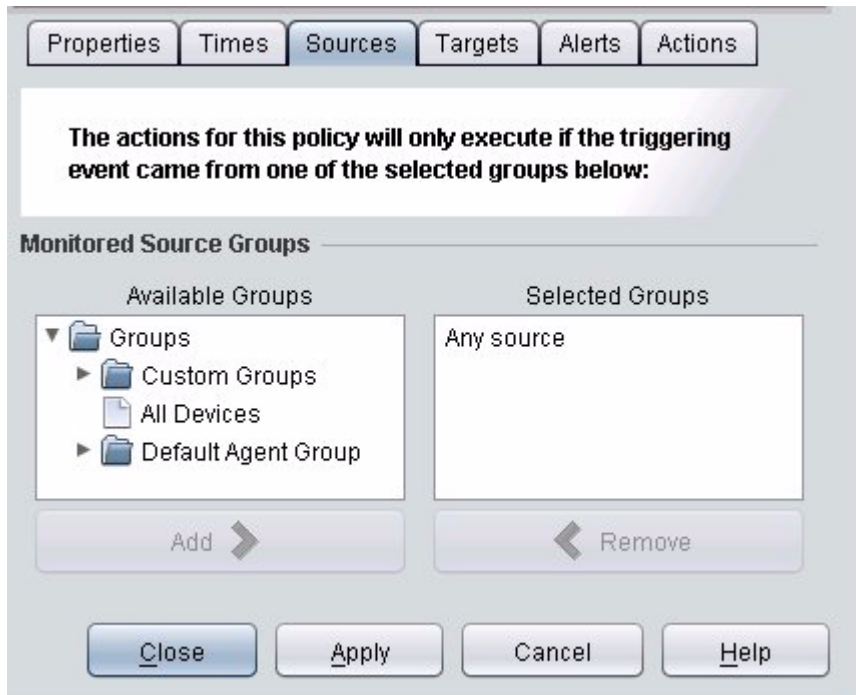 Properties Times Sources Targets Alerts Actions
The actions for this policy will only execute if the triggering
event came from one of the selected groups below:
Monitored Source Groups
Available Groups
Groups
Custom Groups
All Devices
Default Agent Group
Add
Selected Groups
Any source
Remove
Close Apply Cancel Help